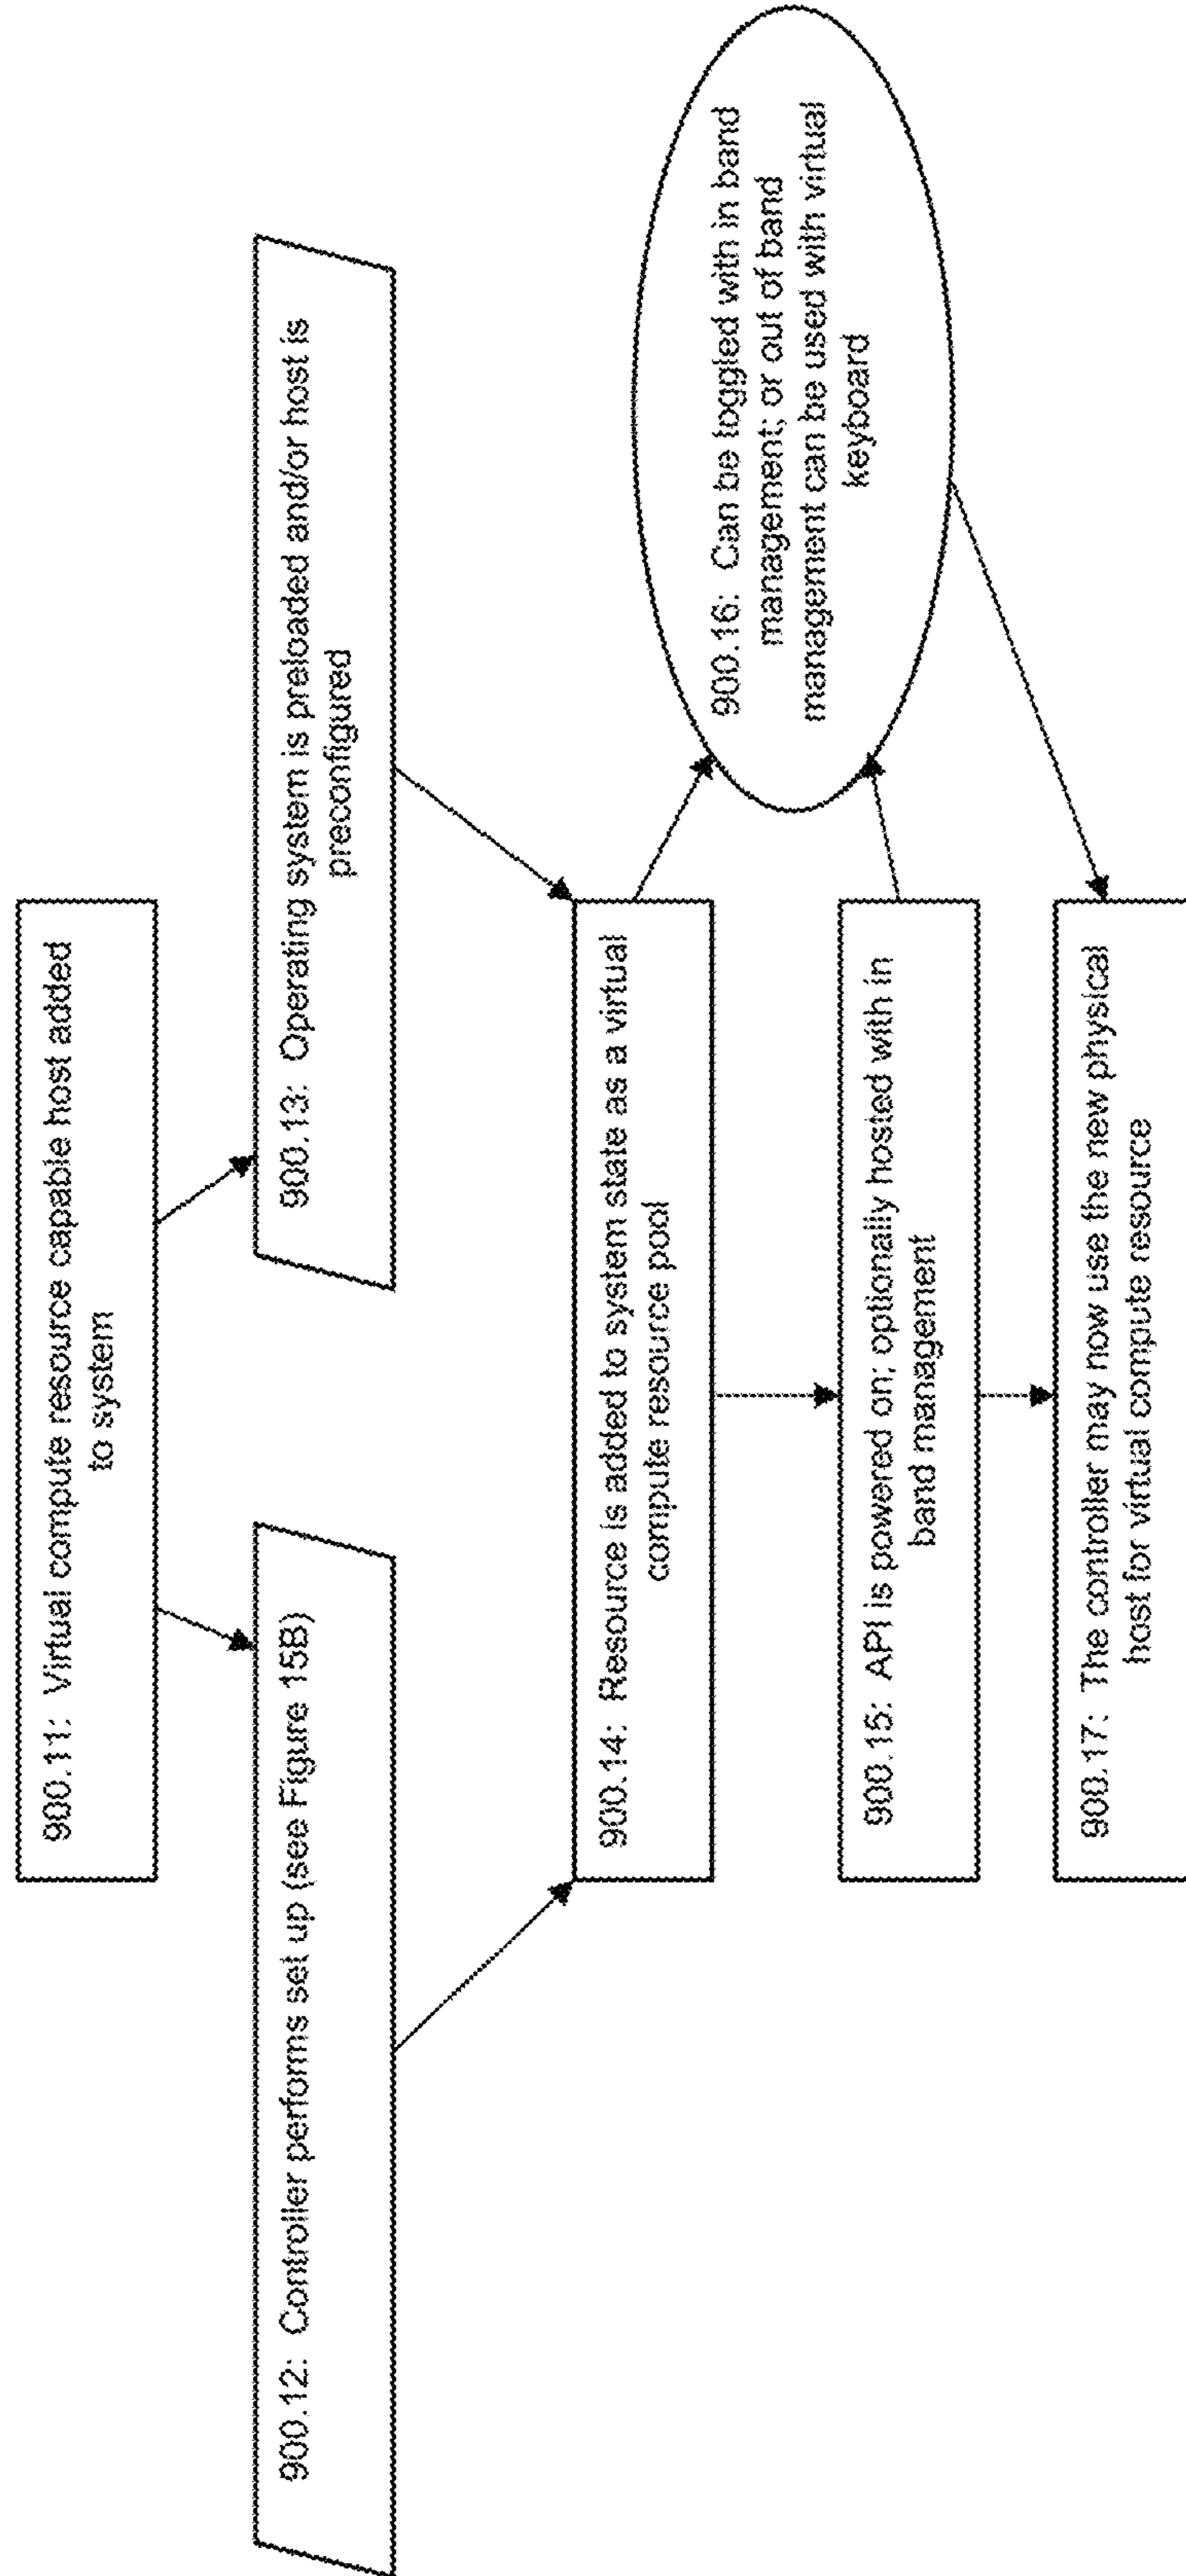 900.11: Virtual compute resource capable host added
to system
900.12: Controller performs set up (see Figure 15B)
900.13: Operating system is preloaded and/or host is
preconfigured
900.14: Resource is added to system state as a virtual
compute resource pool
900.15: API is powered on; optionally hosted with in
band management
900.16: Can be toggled with in band
management; or out of band
management can be used with virtual
keyboard
900.17: The controller may now use the new physical
host for virtual compute resource